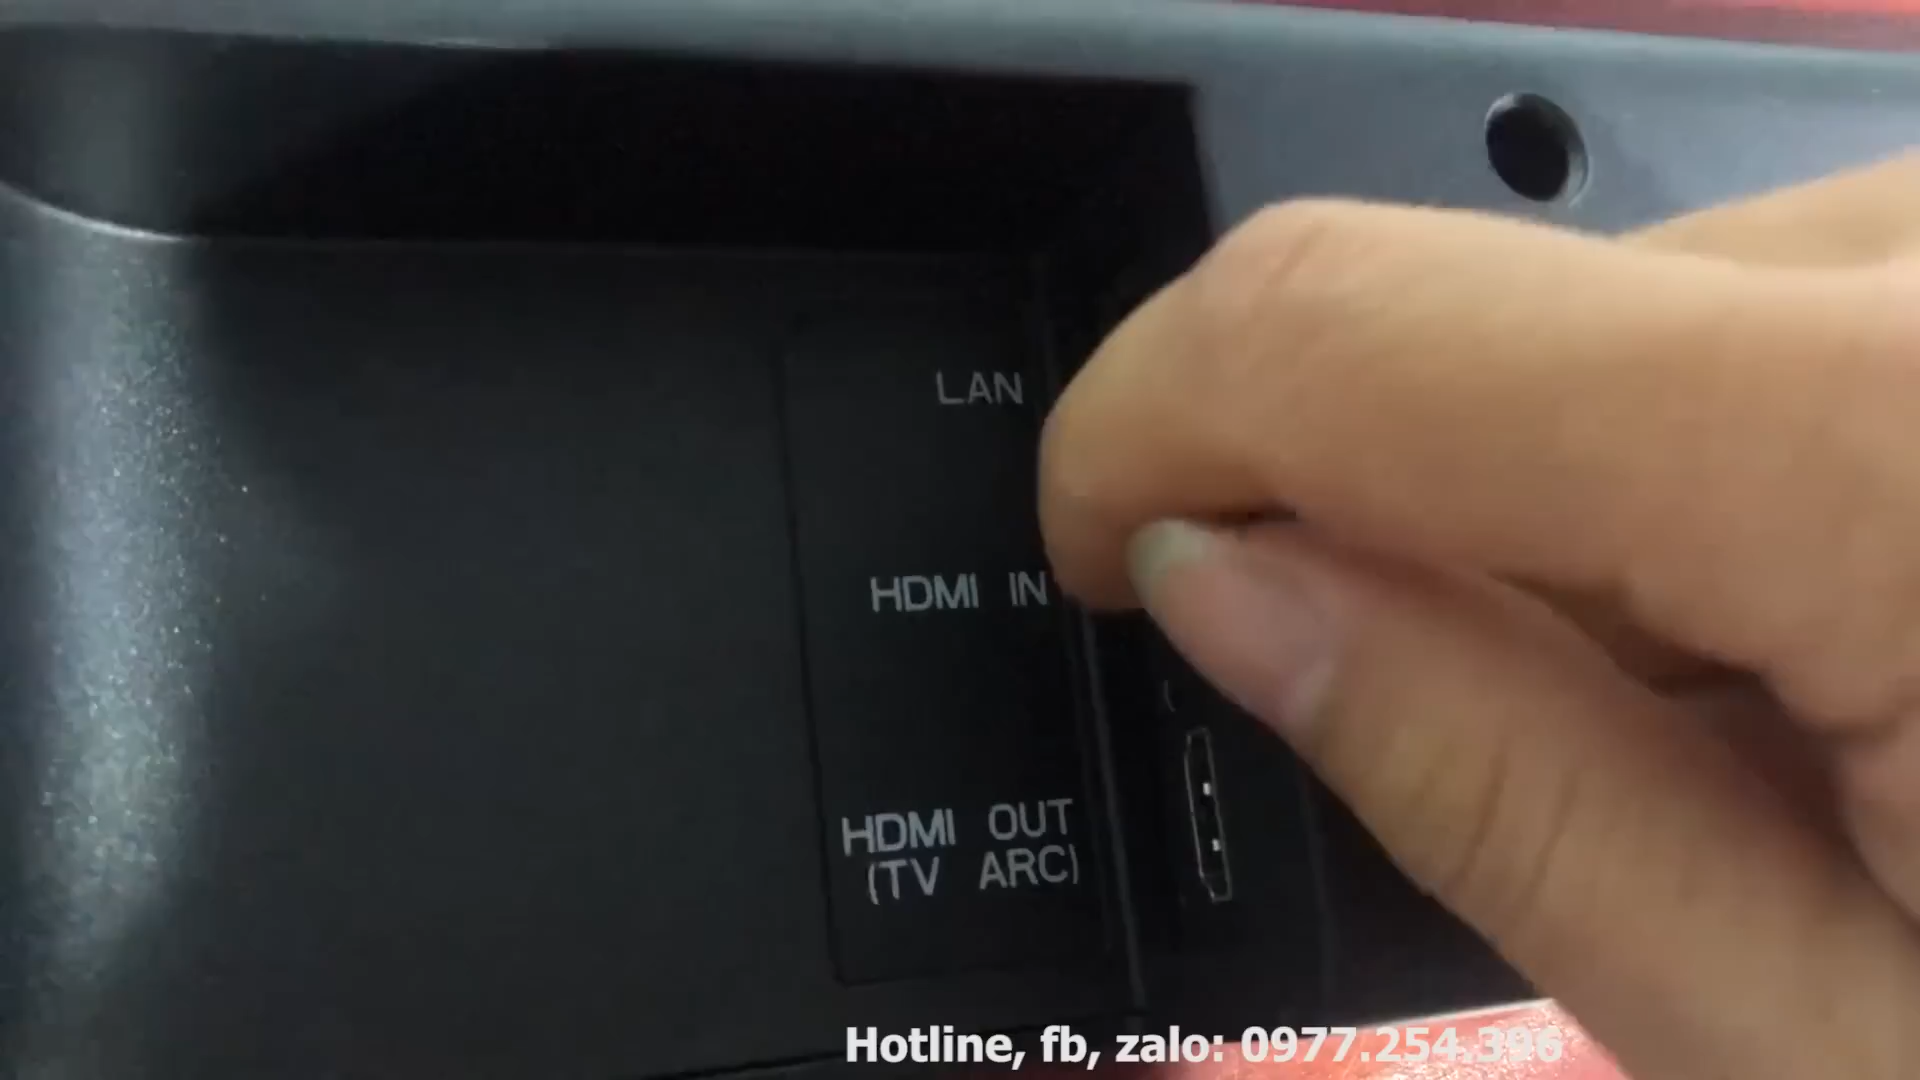 LAN
HDMI IN
HDMI OUT
(TV ARC)
Hotline, fb, zalo: 0977.254.396